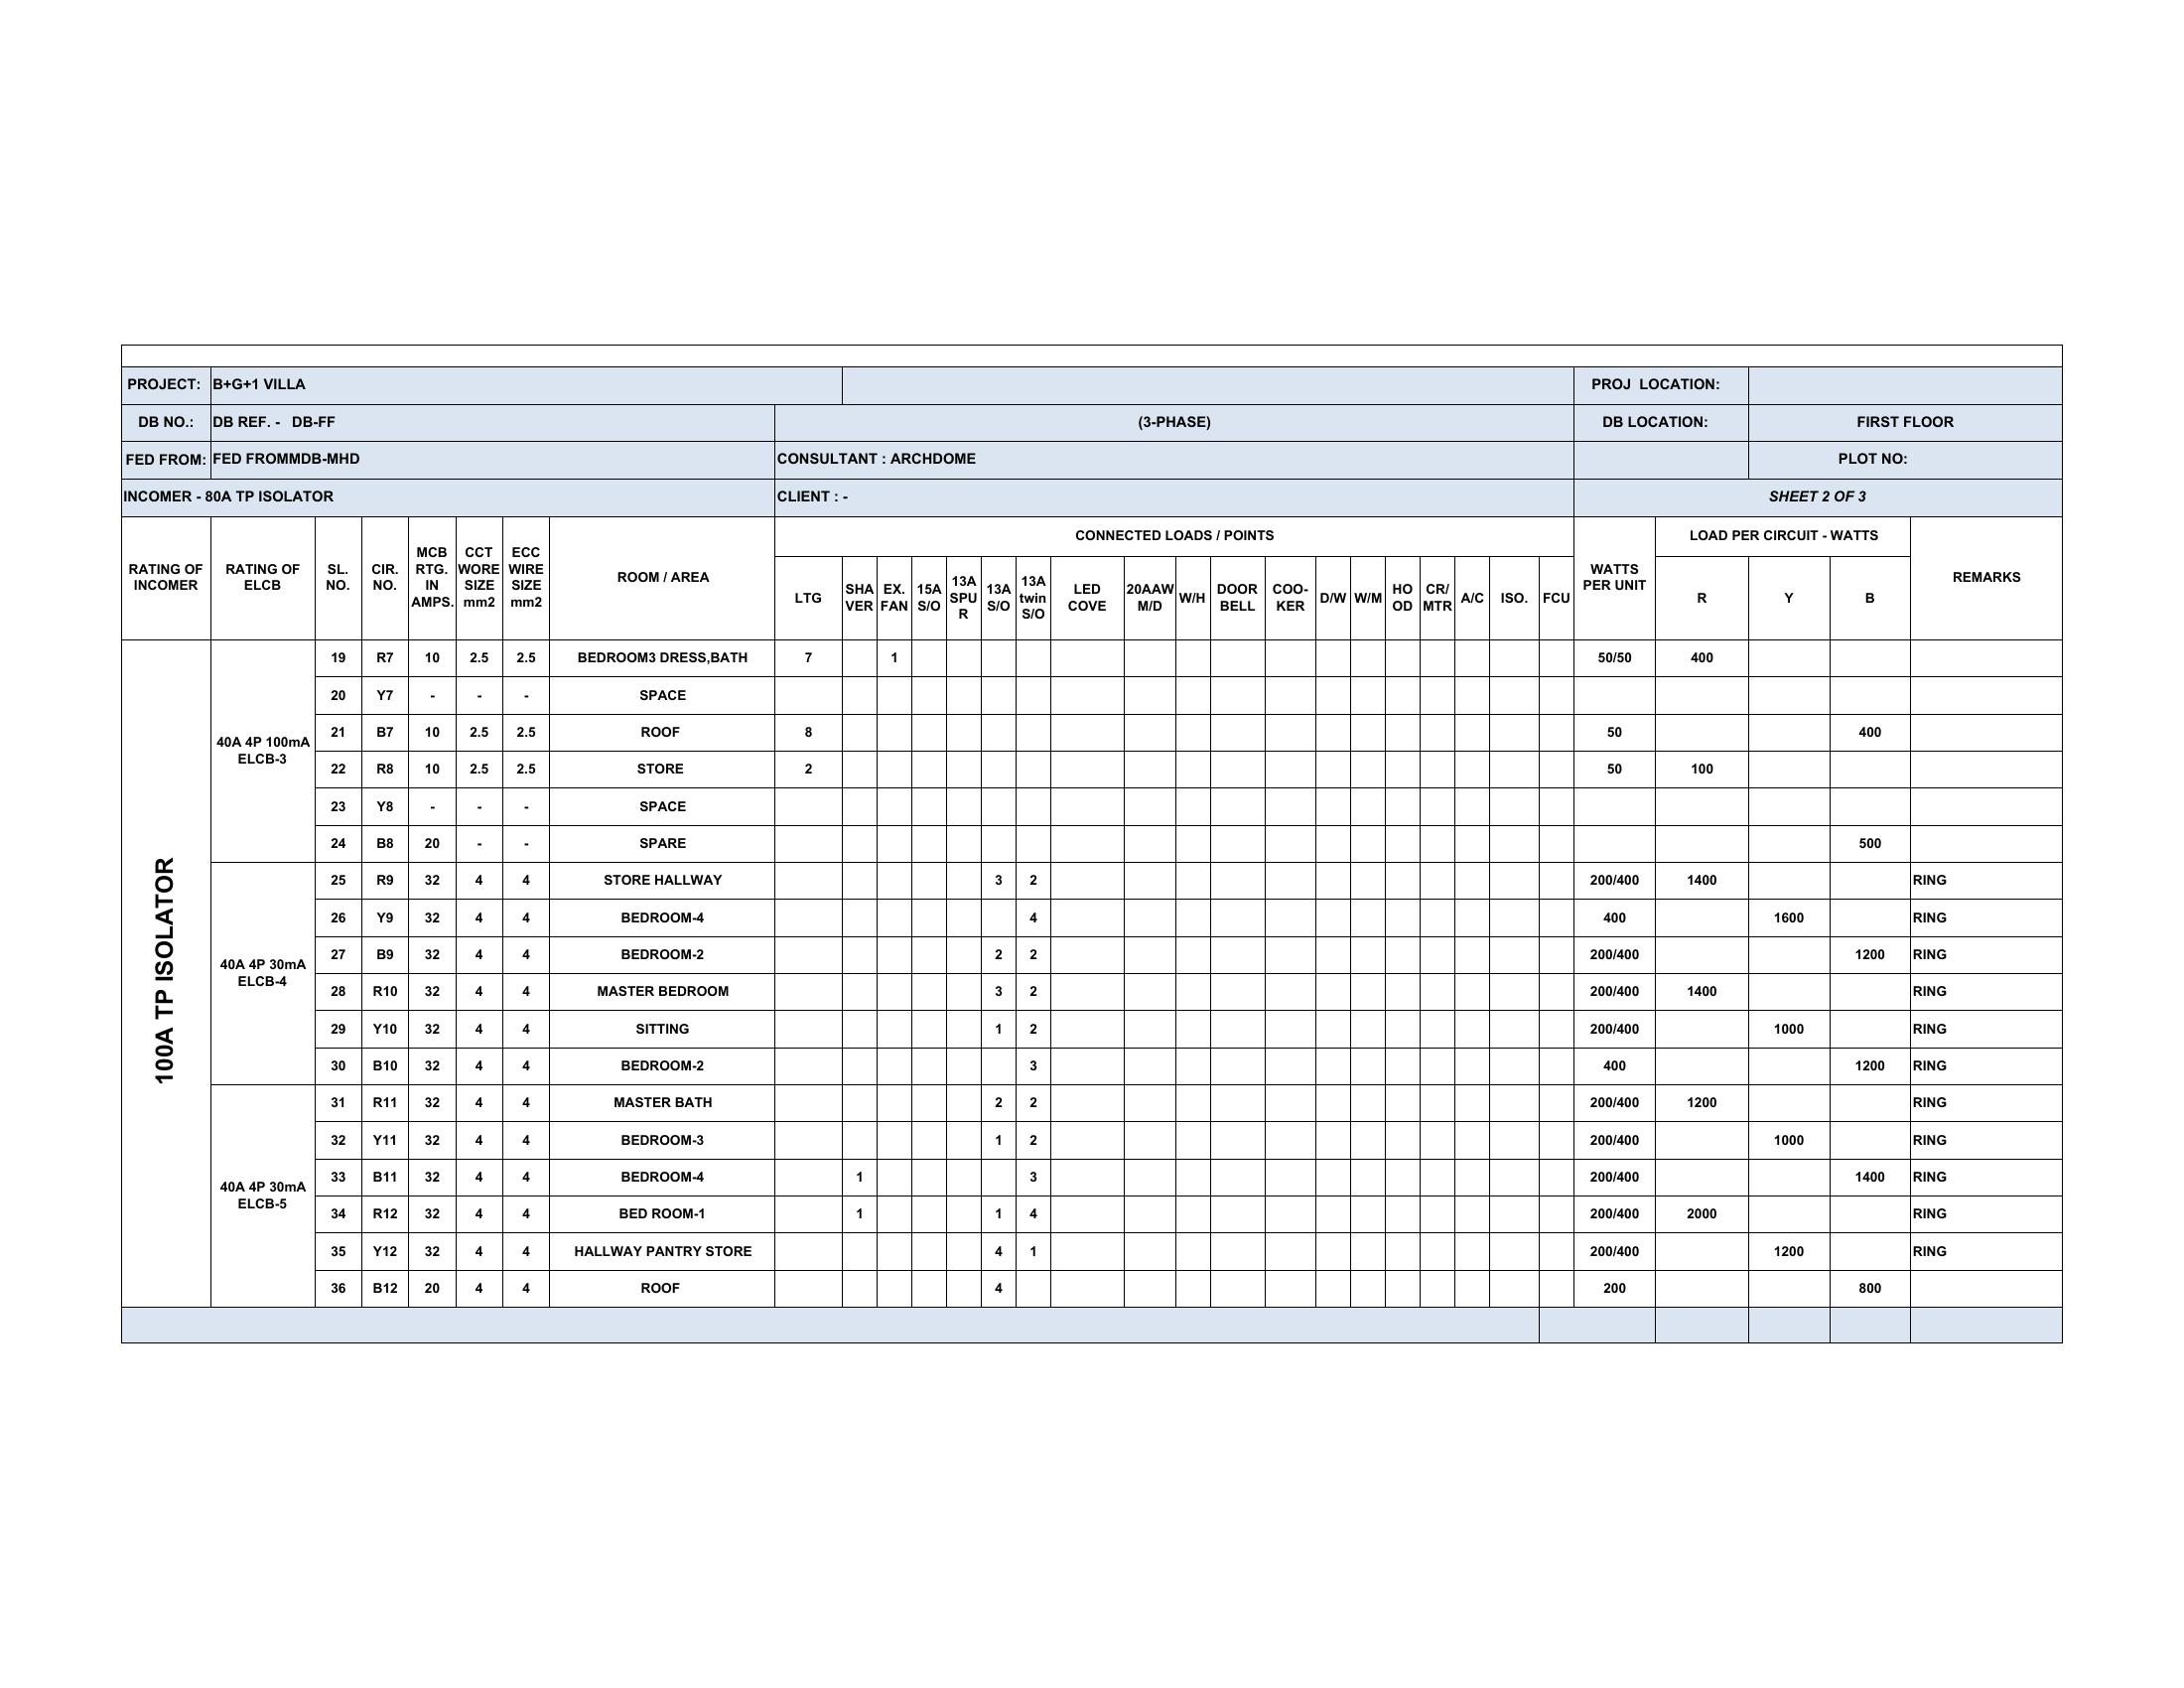 PROJECT: B+G+1 VILLA PROJ LOCATION:
DB NO.: DB REF. - DB-FF (3-PHASE) DB LOCATION: FIRST FLOOR
FED FROM: FED FROMMDB-MHD CONSULTANT : ARCHDOME PLOT NO:
INCOMER - 80A TP ISOLATOR CLIENT : - SHEET 2 OF 3
RATING OF INCOMER RATING OF ELCB SL. NO. CIR. NO. MCB RTG. IN AMPS. CCT WORE SIZE mm2 ECC WIRE SIZE mm2 ROOM / AREA CONNECTED LOADS / POINTS WATTS PER UNIT LOAD PER CIRCUIT - WATTS REMARKS
LTG SHA VER EX. FAN 15A S/O 13A SPU R 13A S/O 13A twin S/O LED COVE 20AAW M/D W/H DOOR BELL COO- KER D/W W/M HO OD CR/ MTR A/C ISO. FCU R Y B
100A TP ISOLATOR
40A 4P 100mA ELCB-3
19 R7 10 2.5 2.5 BEDROOM3 DRESS,BATH 7 1 50/50 400
20 Y7 - - - SPACE
21 B7 10 2.5 2.5 ROOF 8 50 400
22 R8 10 2.5 2.5 STORE 2 50 100
23 Y8 - - - SPACE
24 B8 20 - - SPARE 500
40A 4P 30mA ELCB-4
25 R9 32 4 4 STORE HALLWAY 3 2 200/400 1400 RING
26 Y9 32 4 4 BEDROOM-4 4 400 1600 RING
27 B9 32 4 4 BEDROOM-2 2 2 200/400 1200 RING
28 R10 32 4 4 MASTER BEDROOM 3 2 200/400 1400 RING
29 Y10 32 4 4 SITTING 1 2 200/400 1000 RING
30 B10 32 4 4 BEDROOM-2 3 400 1200 RING
40A 4P 30mA ELCB-5
31 R11 32 4 4 MASTER BATH 2 2 200/400 1200 RING
32 Y11 32 4 4 BEDROOM-3 1 2 200/400 1000 RING
33 B11 32 4 4 BEDROOM-4 1 3 200/400 1400 RING
34 R12 32 4 4 BED ROOM-1 1 1 4 200/400 2000 RING
35 Y12 32 4 4 HALLWAY PANTRY STORE 4 1 200/400 1200 RING
36 B12 20 4 4 ROOF 4 200 800